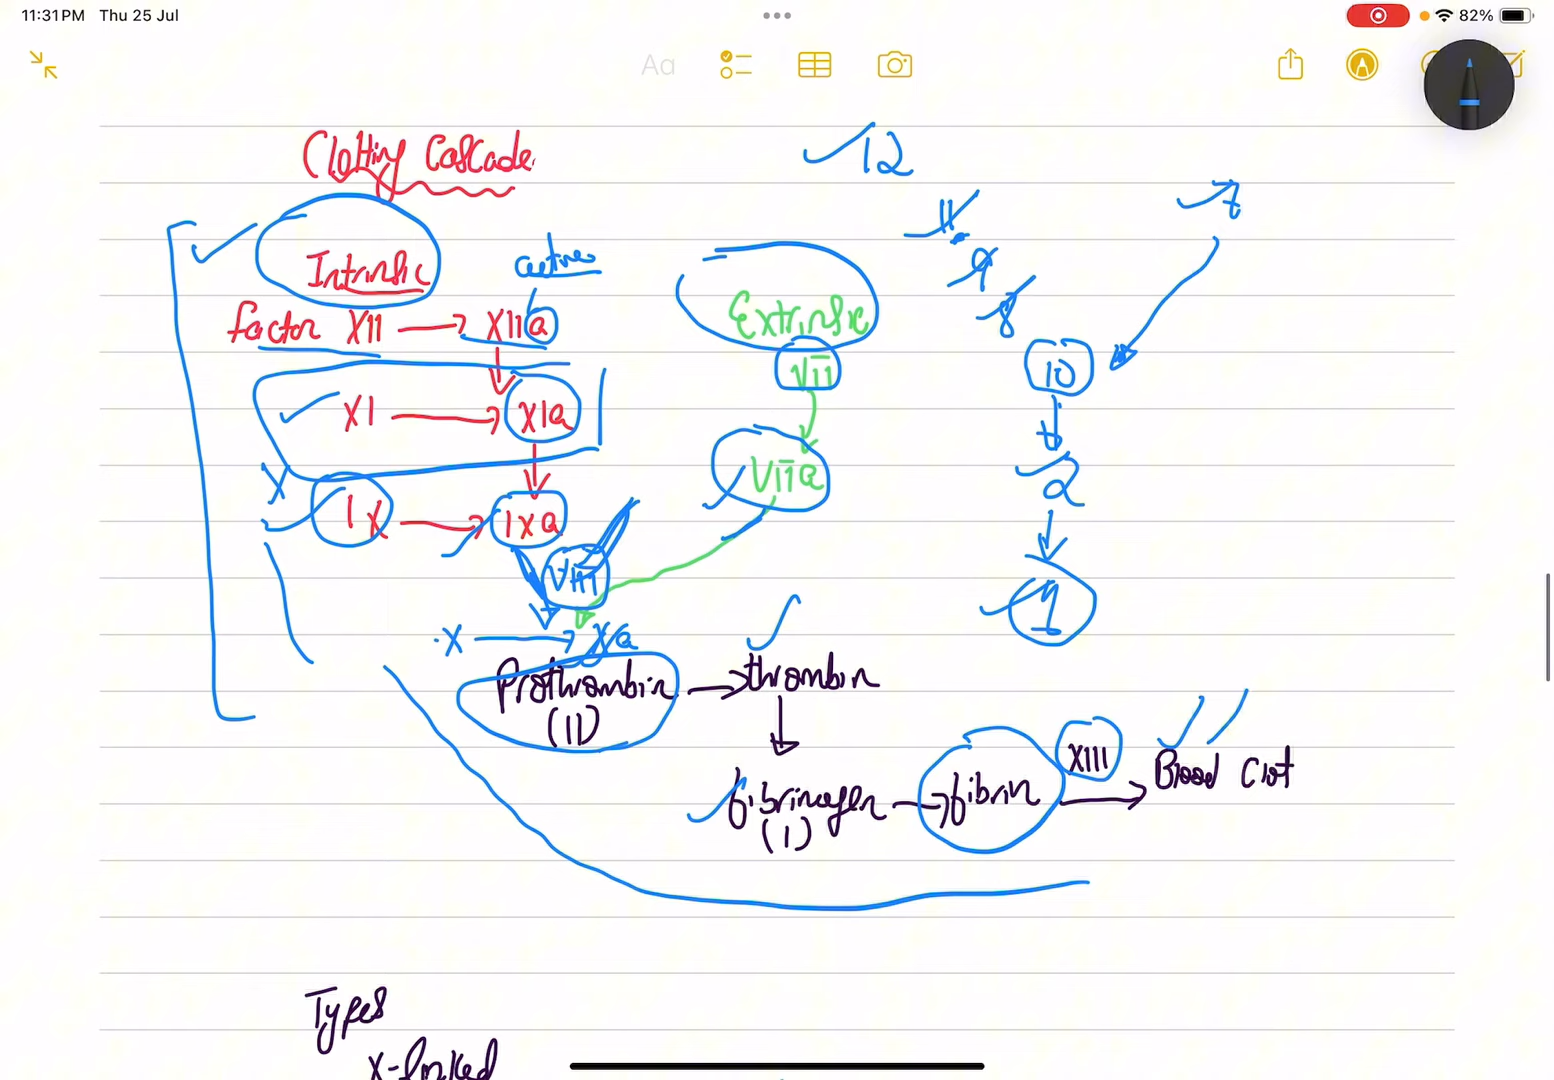 11:31 PM Thu 25 Jul
82%
Aa
Clotting Cascade
12
11
9
8
7
10
2
1
Intrinsic
active
Extrinsic
factor XII → XIIa
VII
XI → XIa
VIIa
IX → IXa
VIII
X → Xa
Prothrombin → thrombin
(II)
XIII
fibrinogen → fibrin → Blood Clot
(I)
Types
X-linked